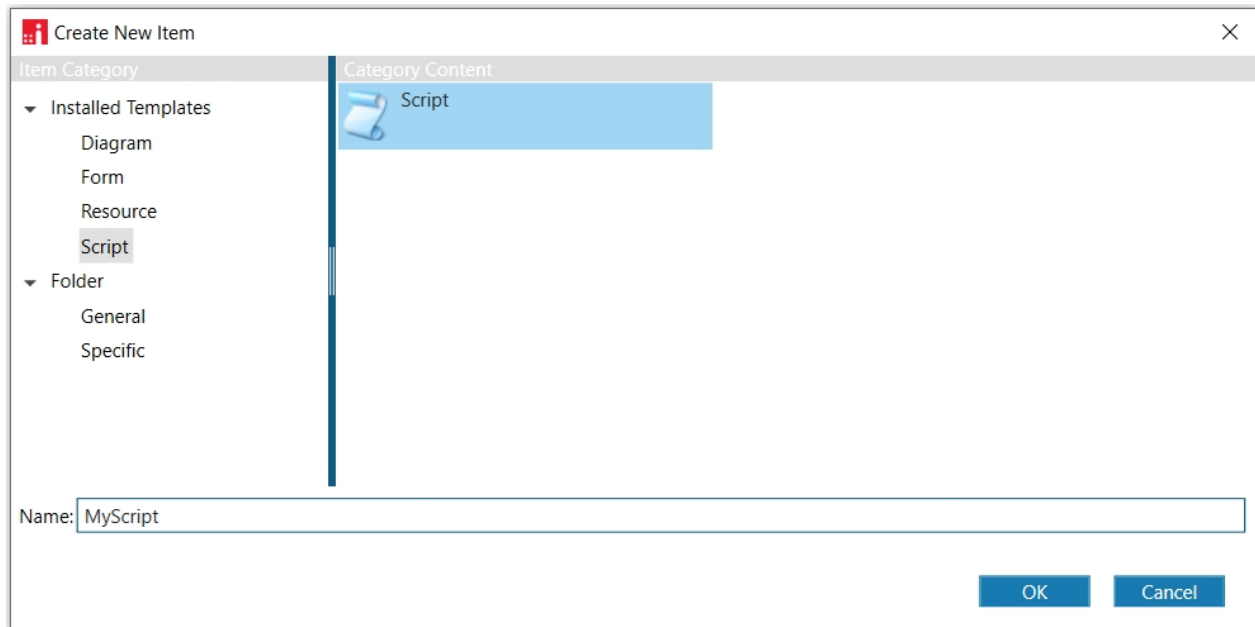 Create New Item
Item Category
Category Content
Installed Templates
Diagram
Form
Resource
Script
Folder
General
Specific
Script
Name: MyScript
OK
Cancel